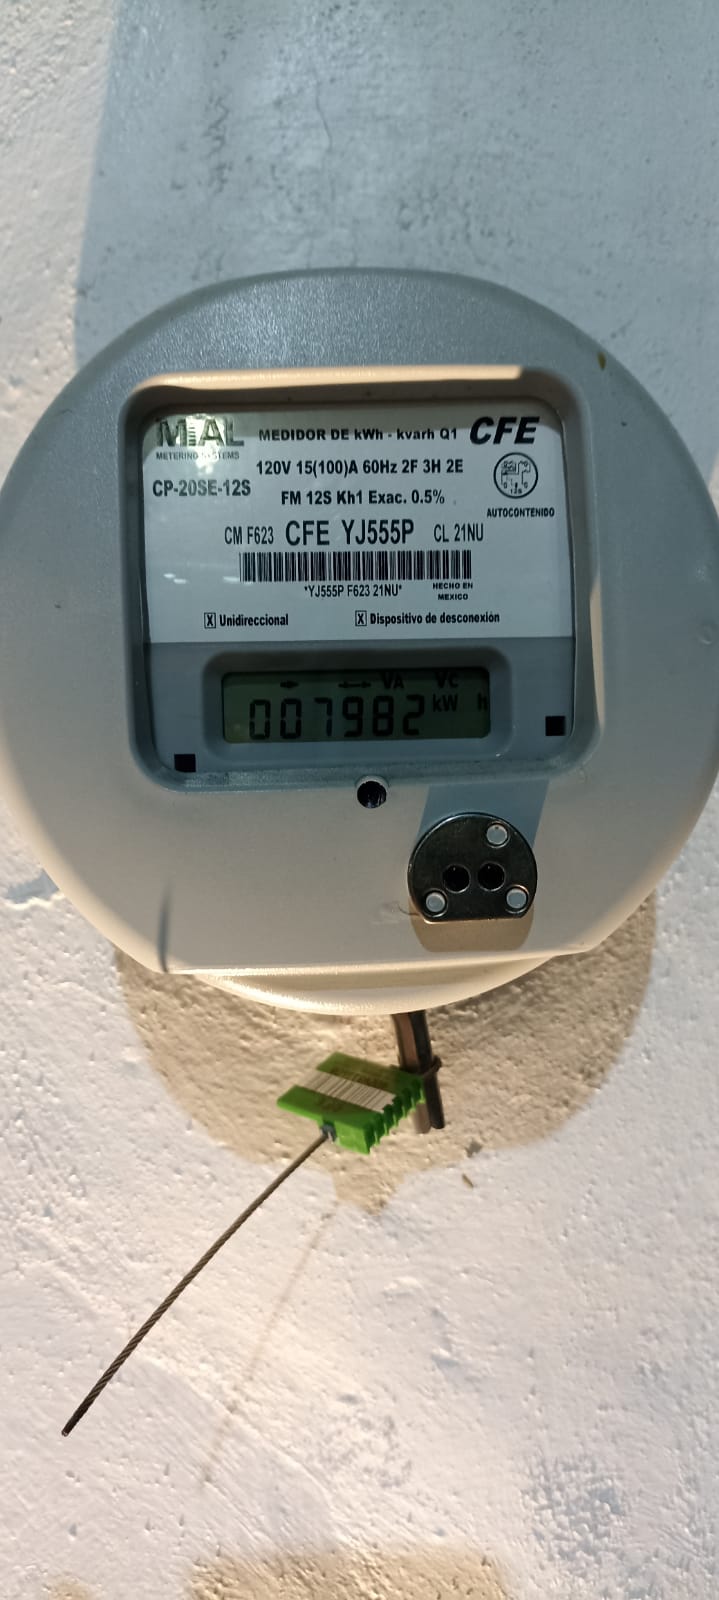 MIAL MEDIDOR DE kWh - kvarh Q1 CFE
METERING SYSTEMS
120V 15(100)A 60Hz 2F 3H 2E
CP-20SE-12S
FM 12S Kh1 Exac. 0.5%
12S
AUTOCONTENIDO
CM F623 CFE YJ555P CL 21NU
*YJ555P F623 21NU*
HECHO EN
MEXICO
X Unidireccional X Dispositivo de desconexión
VA VC
007982 kW h